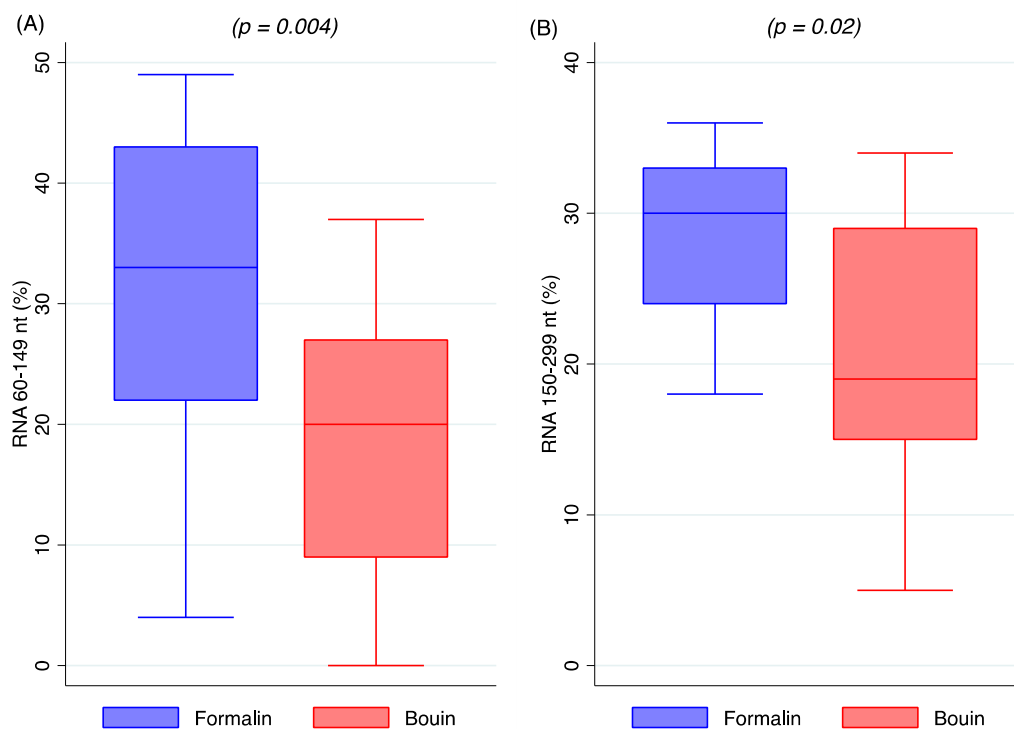 (A)
(p = 0.004)
RNA 60-149 nt (%)
50
40
30
20
10
0
Formalin
Bouin
(B)
(p = 0.02)
RNA 150-299 nt (%)
40
30
20
10
0
Formalin
Bouin